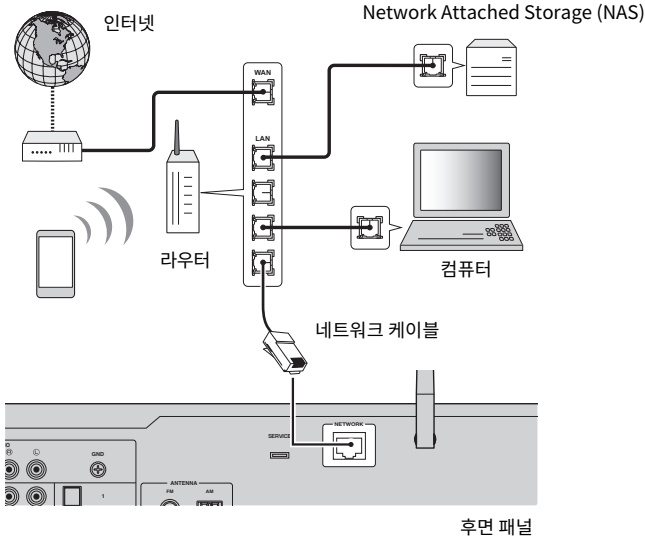 Network Attached Storage (NAS)
인터넷
WAN
LAN
라우터
컴퓨터
네트워크 케이블
NETWORK
SERVICE
GND
ANTENNA
FM
AM
R
L
1
후면 패널